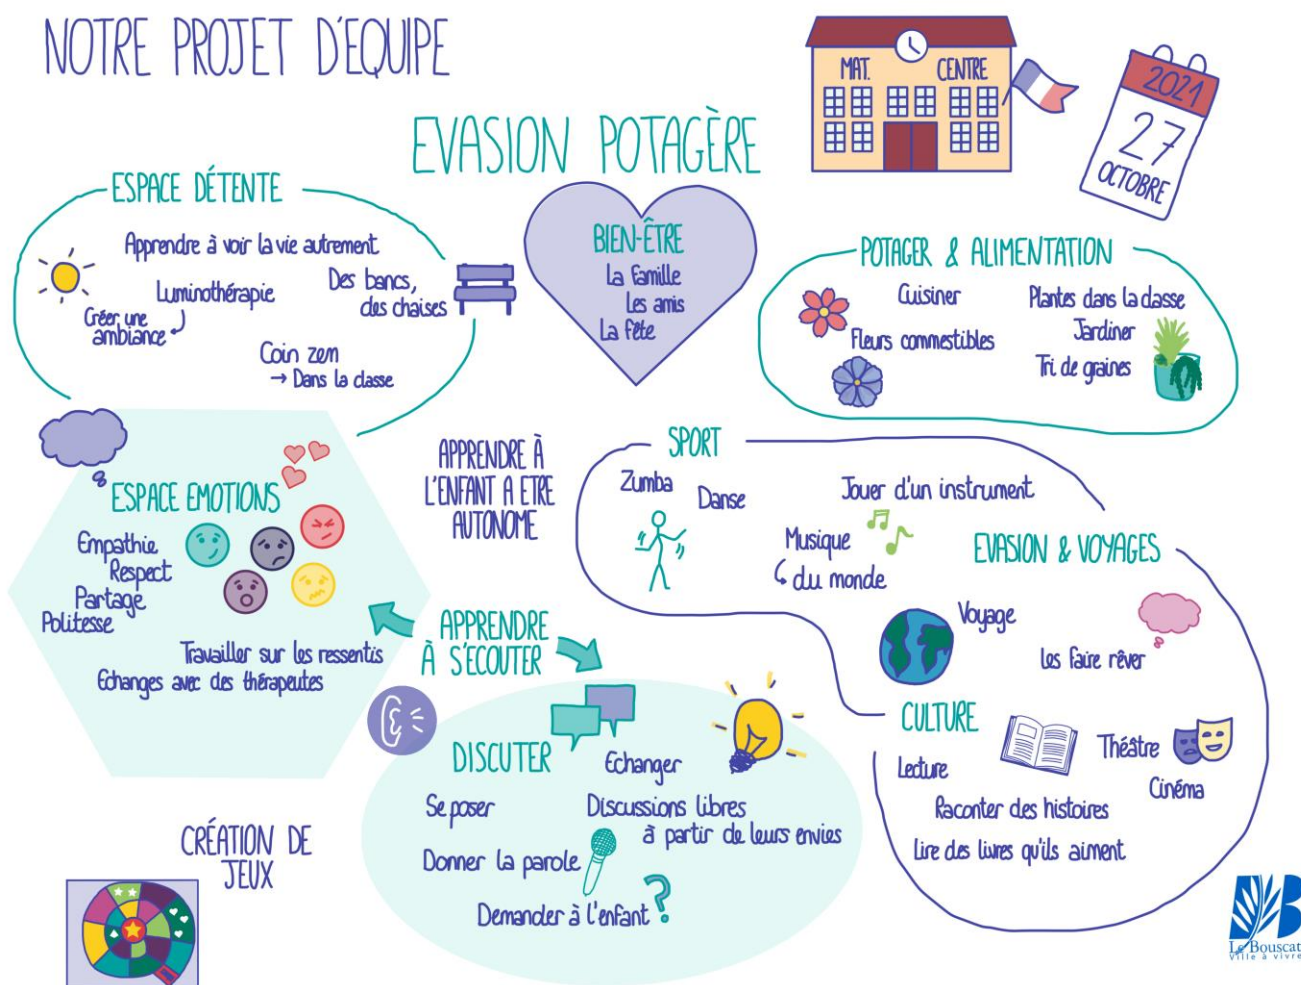 NOTRE PROJET D'EQUIPE
MAT. CENTRE
2021
27
OCTOBRE
EVASION POTAGÈRE
ESPACE DÉTENTE
Apprendre à voir la vie autrement
Luminothérapie
Créer une
ambiance
Des bancs,
des chaises
Coin zen
→ Dans la classe
BIEN-ÊTRE
La famille
Les amis
La fête
POTAGER & ALIMENTATION
Cuisiner
Plantes dans la classe
Jardiner
Fleurs commestibles
Tri de graines
ESPACE EMOTIONS
Empathie
Respect
Partage
Politesse
Travailler sur les ressentis
Echanges avec des thérapeutes
APPRENDRE À
L'ENFANT A ETRE
AUTONOME
SPORT
Zumba
Danse
Jouer d'un instrument
Musique
du monde
EVASION & VOYAGES
Voyage
Les faire rêver
APPRENDRE
À S'ECOUTER
CULTURE
Lecture
Théâtre
Cinéma
Raconter des histoires
Lire des livres qu'ils aiment
DISCUTER
Echanger
Se poser
Discussions libres
à partir de leurs envies
Donner la parole
Demander à l'enfant ?
CRÉATION DE
JEUX
B
Le Bouscat
Ville à vivre